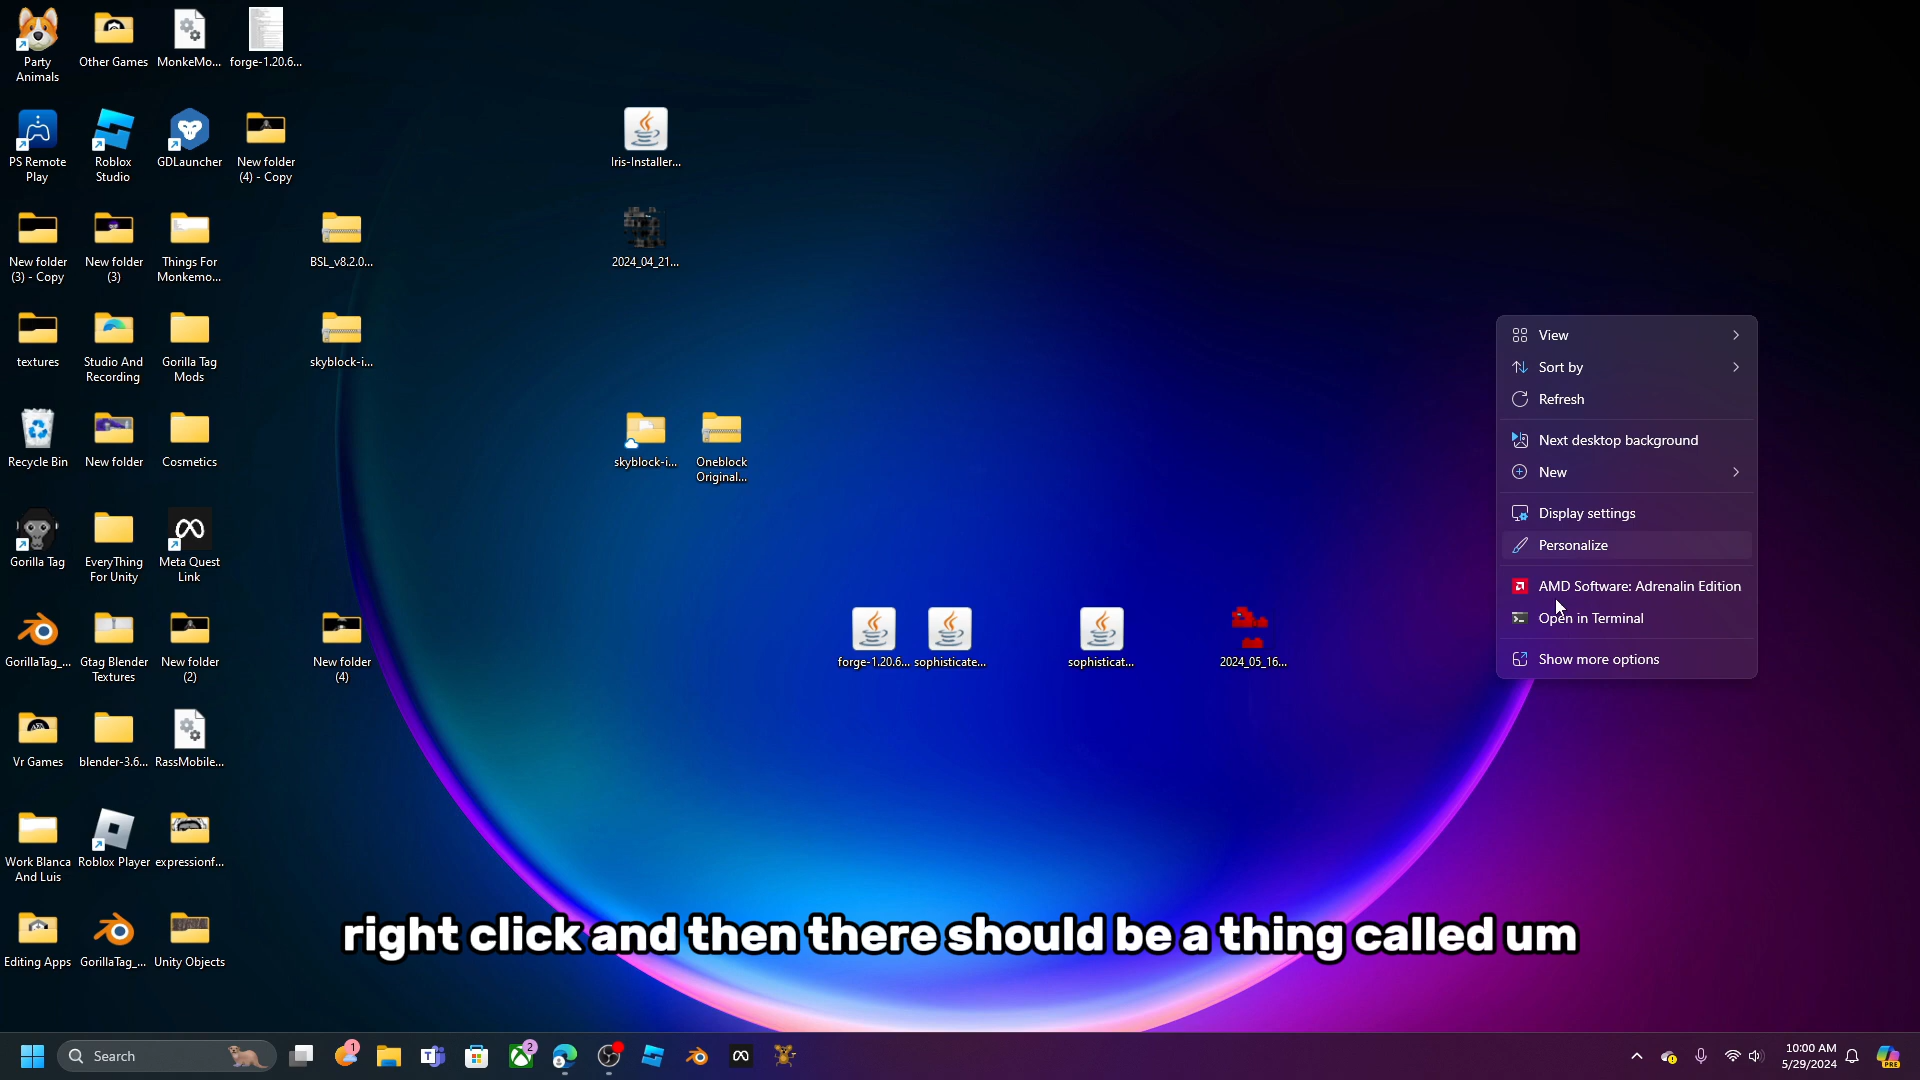 Party
Animals
Other Games
MonkeMo...
forge-1.20.6...
PS Remote
Play
Roblox
Studio
GDLauncher
New folder
(4) - Copy
Iris-Installer...
New folder
(3) - Copy
New folder
(3)
Things For
Monkemo...
BSL_v8.2.0...
2024_04_21...
textures
Studio And
Recording
Gorilla Tag
Mods
skyblock-i...
Recycle Bin
New folder
Cosmetics
skyblock-i...
Oneblock
Original...
Gorilla Tag
EveryThing
For Unity
Meta Quest
Link
GorillaTag_...
Gtag Blender
Textures
New folder
(2)
New folder
(4)
forge-1.20.6...
sophisticate...
sophisticat...
2024_05_16...
Vr Games
blender-3.6...
RassMobile...
Work Blanca
And Luis
Roblox Player
expressionf...
Editing Apps
GorillaTag_...
Unity Objects
View
Sort by
Refresh
Next desktop background
New
Display settings
Personalize
AMD Software: Adrenalin Edition
Open in Terminal
Show more options
right click and then there should be a thing called um
Search
1
2
10:00 AM
5/29/2024
PRE